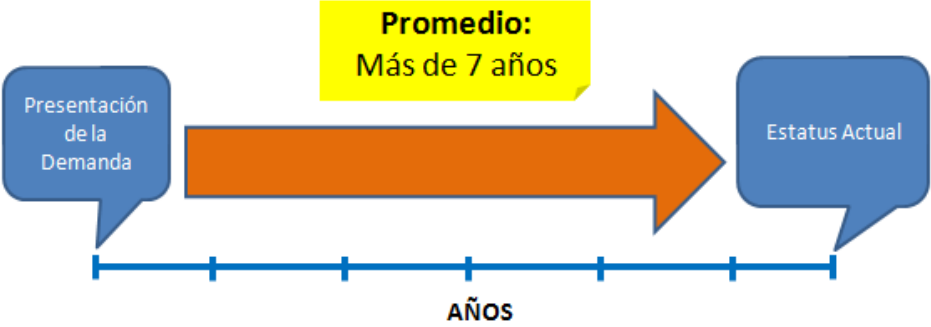 Promedio:
Más de 7 años
Presentación
de la
Demanda
Estatus Actual
AÑOS